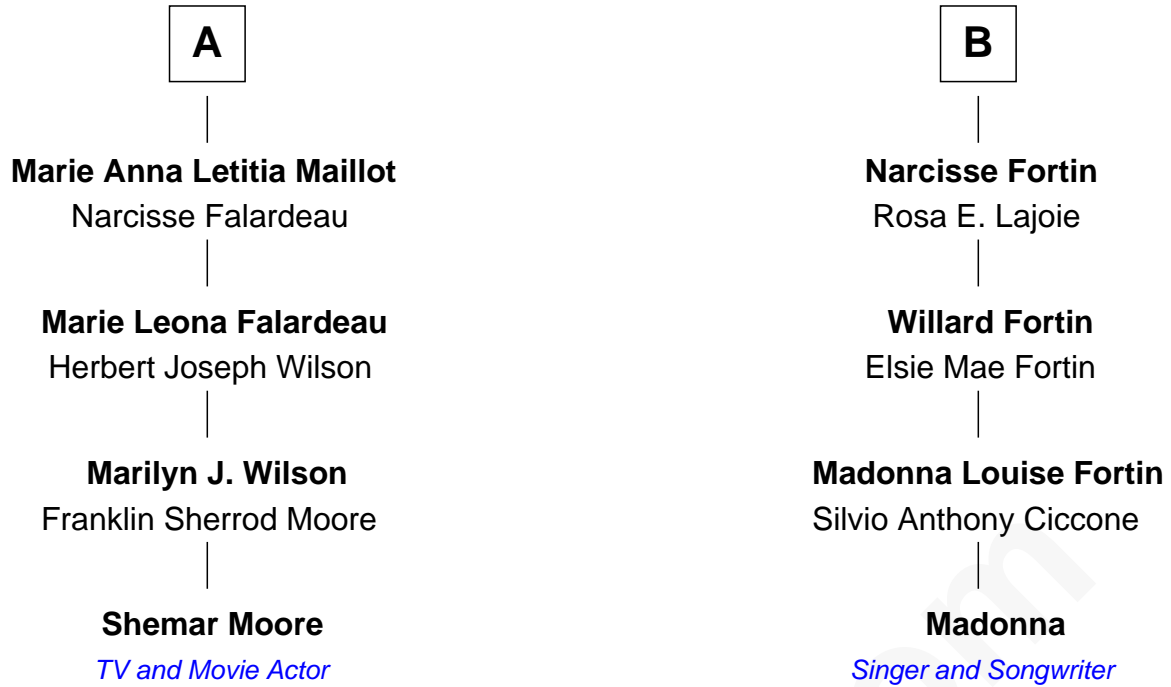 A
B
Marie Anna Letitia Maillot
Narcisse Falardeau
Narcisse Fortin
Rosa E. Lajoie
Marie Leona Falardeau
Herbert Joseph Wilson
Willard Fortin
Elsie Mae Fortin
Marilyn J. Wilson
Franklin Sherrod Moore
Madonna Louise Fortin
Silvio Anthony Ciccone
Shemar Moore
TV and Movie Actor
Madonna
Singer and Songwriter
om